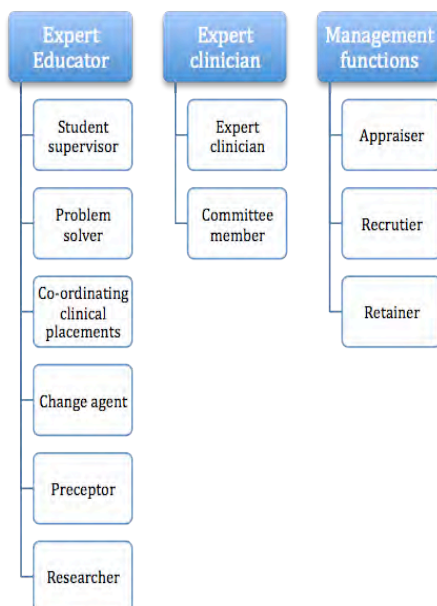 Expert
Educator
Student
supervisor
Problem
solver
Co-ordinating
clinical
placements
Change agent
Preceptor
Researcher
Expert
clinician
Expert
clinician
Committee
member
Management
functions
Appraiser
Recrutier
Retainer